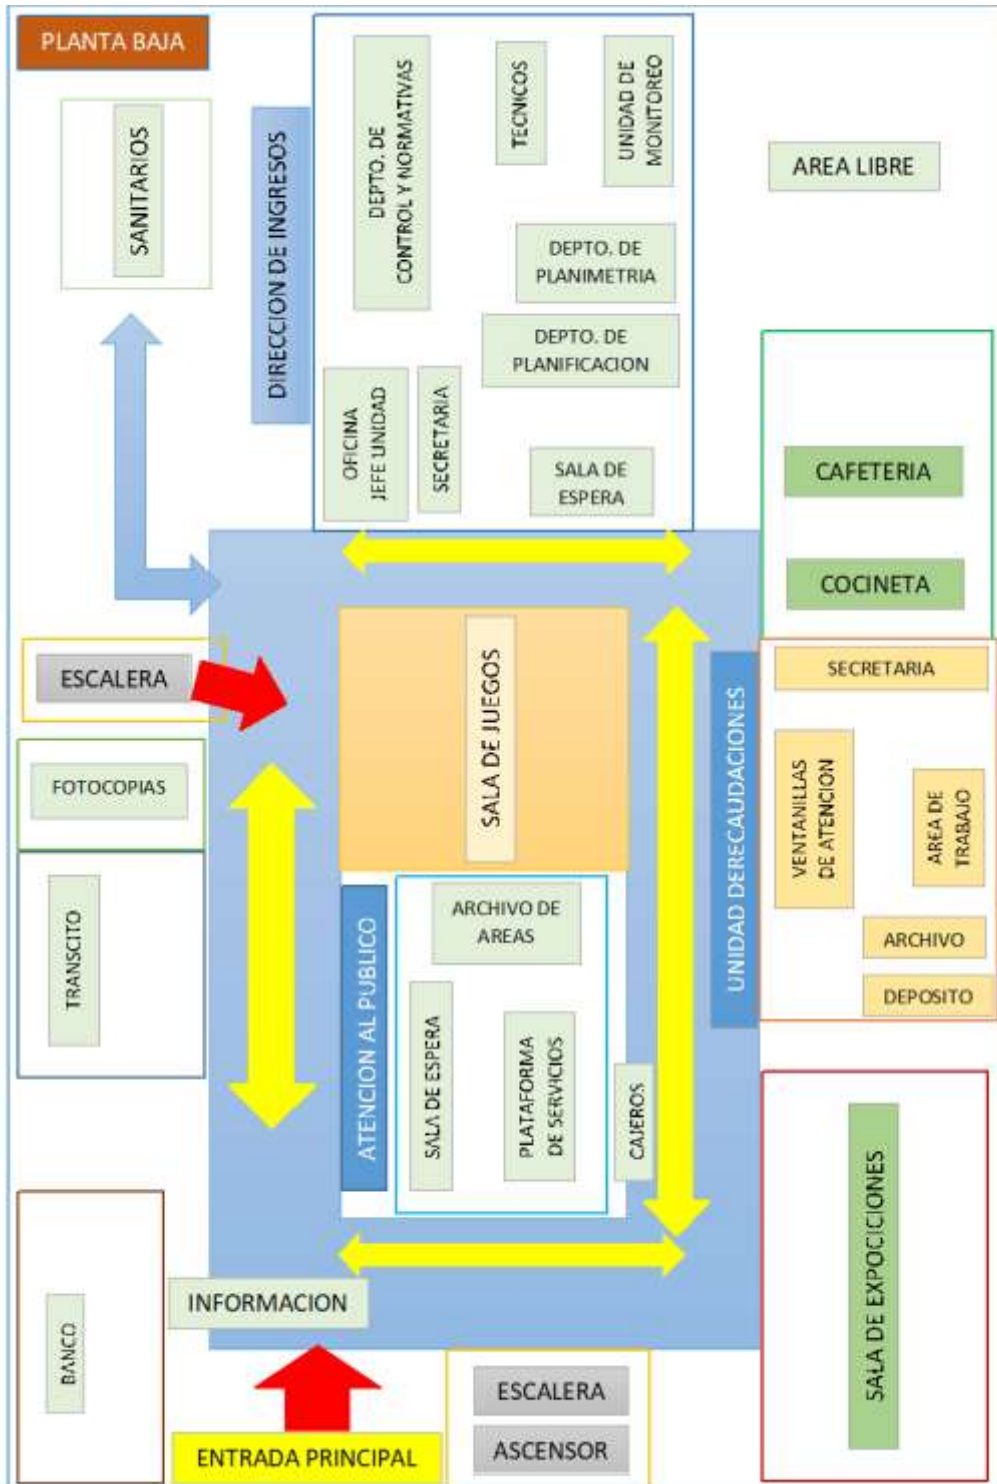 PLANTA BAJA
SANITARIOS
DIRECCION DE INGRESOS
DEPTO. DE
CONTROL Y NORMATIVAS
TECNICOS
UNIDAD DE
MONITOREO
AREA LIBRE
DEPTO. DE
PLANIMETRIA
DEPTO. DE
PLANIFICACION
OFICINA
JEFE UNIDAD
SECRETARIA
SALA DE
ESPERA
CAFETERIA
COCINETA
ESCALERA
SALA DE JUEGOS
UNIDAD DERECAUDACIONES
SECRETARIA
VENTANILLAS
DE ATENCION
AREA DE
TRABAJO
ARCHIVO
DEPOSITO
FOTOCOPIAS
TRANSCITO
ATENCION AL PUBLICO
ARCHIVO DE
AREAS
SALA DE ESPERA
PLATAFORMA
DE SERVICIOS
CAJEROS
SALA DE EXPOCICIONES
BANCO
INFORMACION
ENTRADA PRINCIPAL
ESCALERA
ASCENSOR